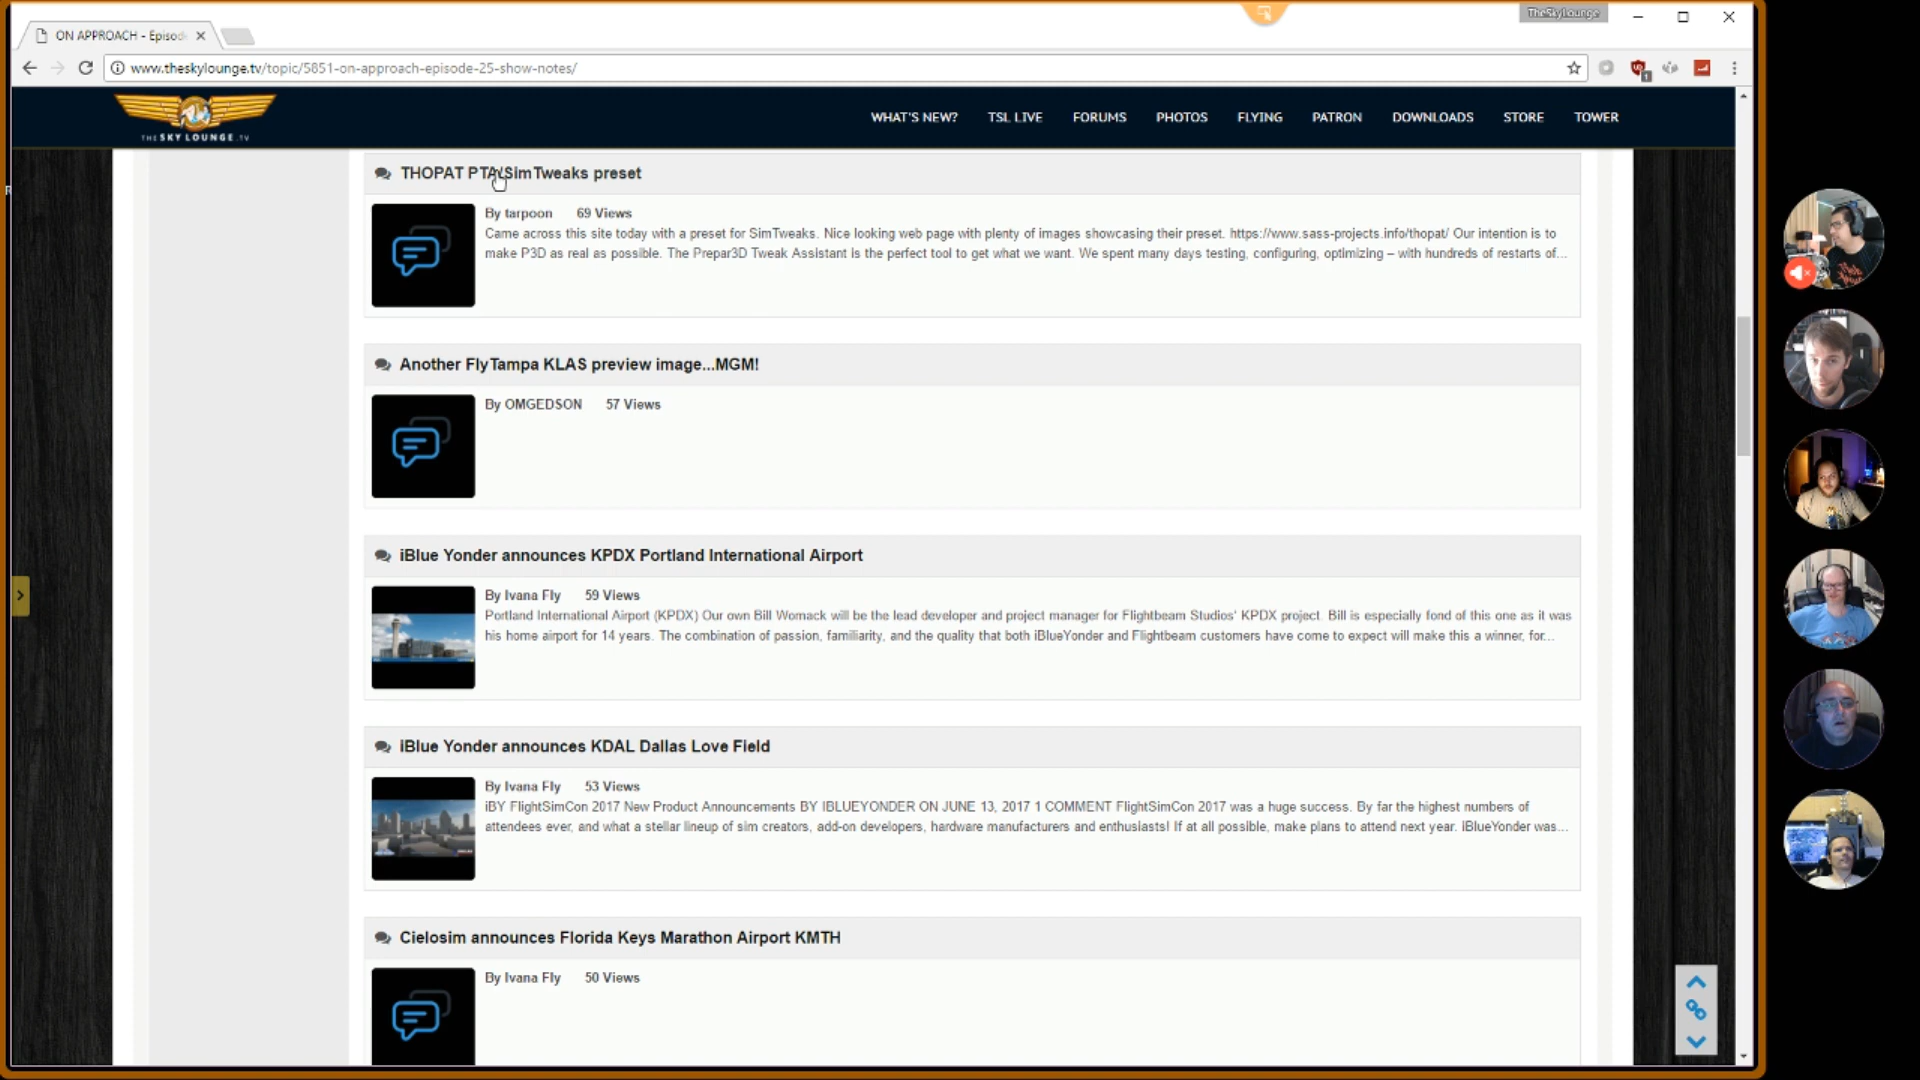 TheSkyLounge
ON APPROACH - Episod
www.theskylounge.tv/topic/5851-on-approach-episode-25-show-notes/
1
THE SKY LOUNGE .TV
WHAT'S NEW?
TSL LIVE
FORUMS
PHOTOS
FLYING
PATRON
DOWNLOADS
STORE
TOWER
THOPAT PTA/SimTweaks preset
By tarpoon 69 Views
Came across this site today with a preset for SimTweaks. Nice looking web page with plenty of images showcasing their preset. https://www.sass-projects.info/thopat/ Our intention is to
make P3D as real as possible. The Prepar3D Tweak Assistant is the perfect tool to get what we want. We spent many days testing, configuring, optimizing – with hundreds of restarts of...
Another FlyTampa KLAS preview image...MGM!
By OMGEDSON 57 Views
iBlue Yonder announces KPDX Portland International Airport
By Ivana Fly 59 Views
Portland International Airport (KPDX) Our own Bill Womack will be the lead developer and project manager for Flightbeam Studios' KPDX project. Bill is especially fond of this one as it was
his home airport for 14 years. The combination of passion, familiarity, and the quality that both iBlueYonder and Flightbeam customers have come to expect will make this a winner, for...
iBlue Yonder announces KDAL Dallas Love Field
By Ivana Fly 53 Views
iBY FlightSimCon 2017 New Product Announcements BY IBLUEYONDER ON JUNE 13, 2017 1 COMMENT FlightSimCon 2017 was a huge success. By far the highest numbers of
attendees ever, and what a stellar lineup of sim creators, add-on developers, hardware manufacturers and enthusiasts! If at all possible, make plans to attend next year. IBlueYonder was...
Cielosim announces Florida Keys Marathon Airport KMTH
By Ivana Fly 50 Views